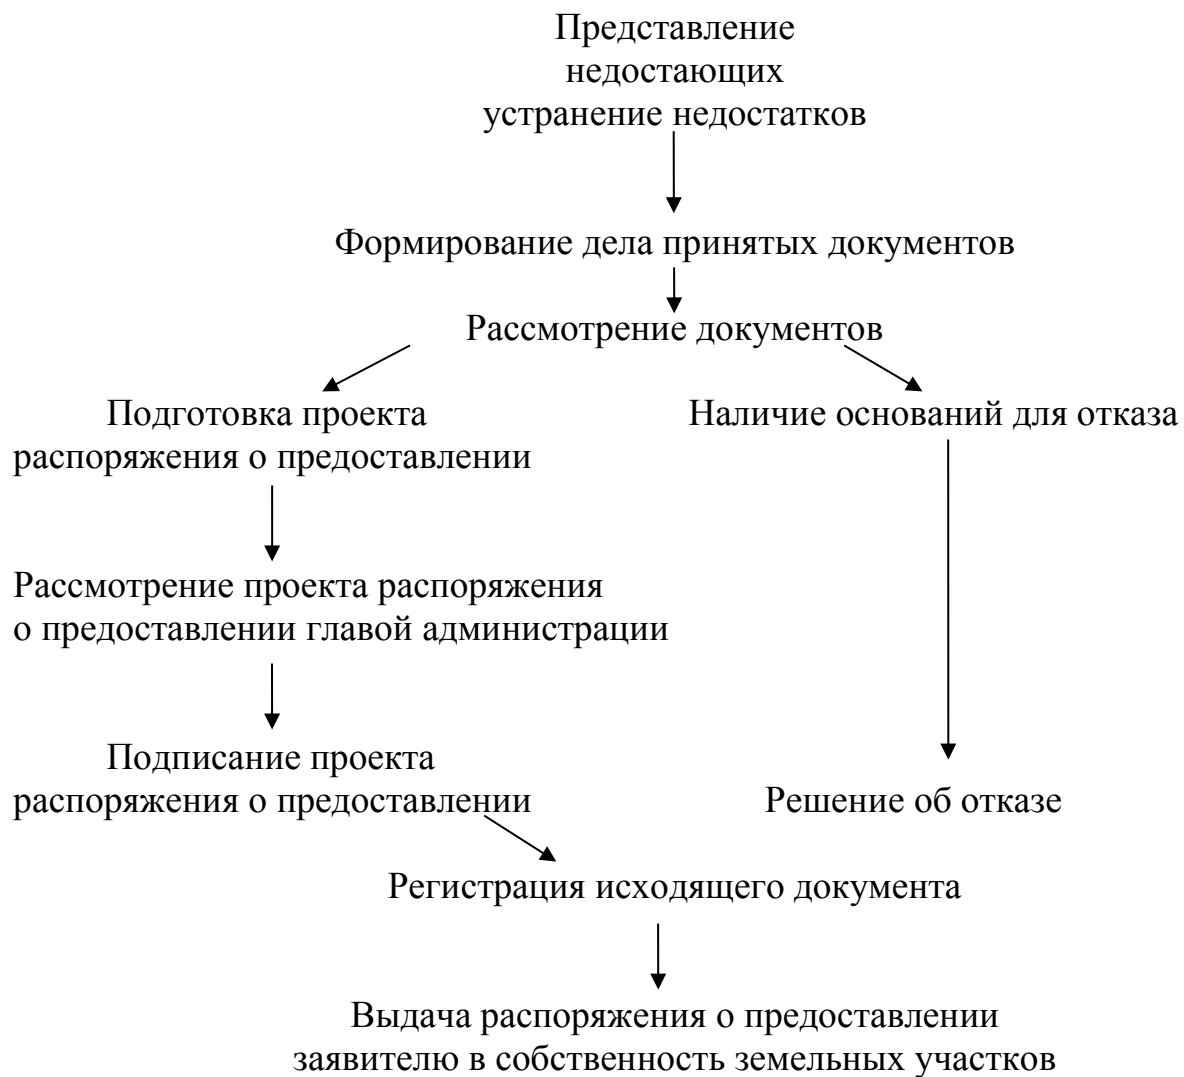 Представление
недостающих
устранение недостатков
Формирование дела принятых документов
Рассмотрение документов
Подготовка проекта
распоряжения о предоставлении
Наличие оснований для отказа
Рассмотрение проекта распоряжения
о предоставлении главой администрации
Подписание проекта
распоряжения о предоставлении
Решение об отказе
Регистрация исходящего документа
Выдача распоряжения о предоставлении
заявителю в собственность земельных участков